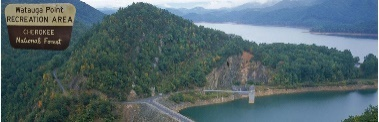 Watauga Point
RECREATION AREA
CHEROKEE
National Forest